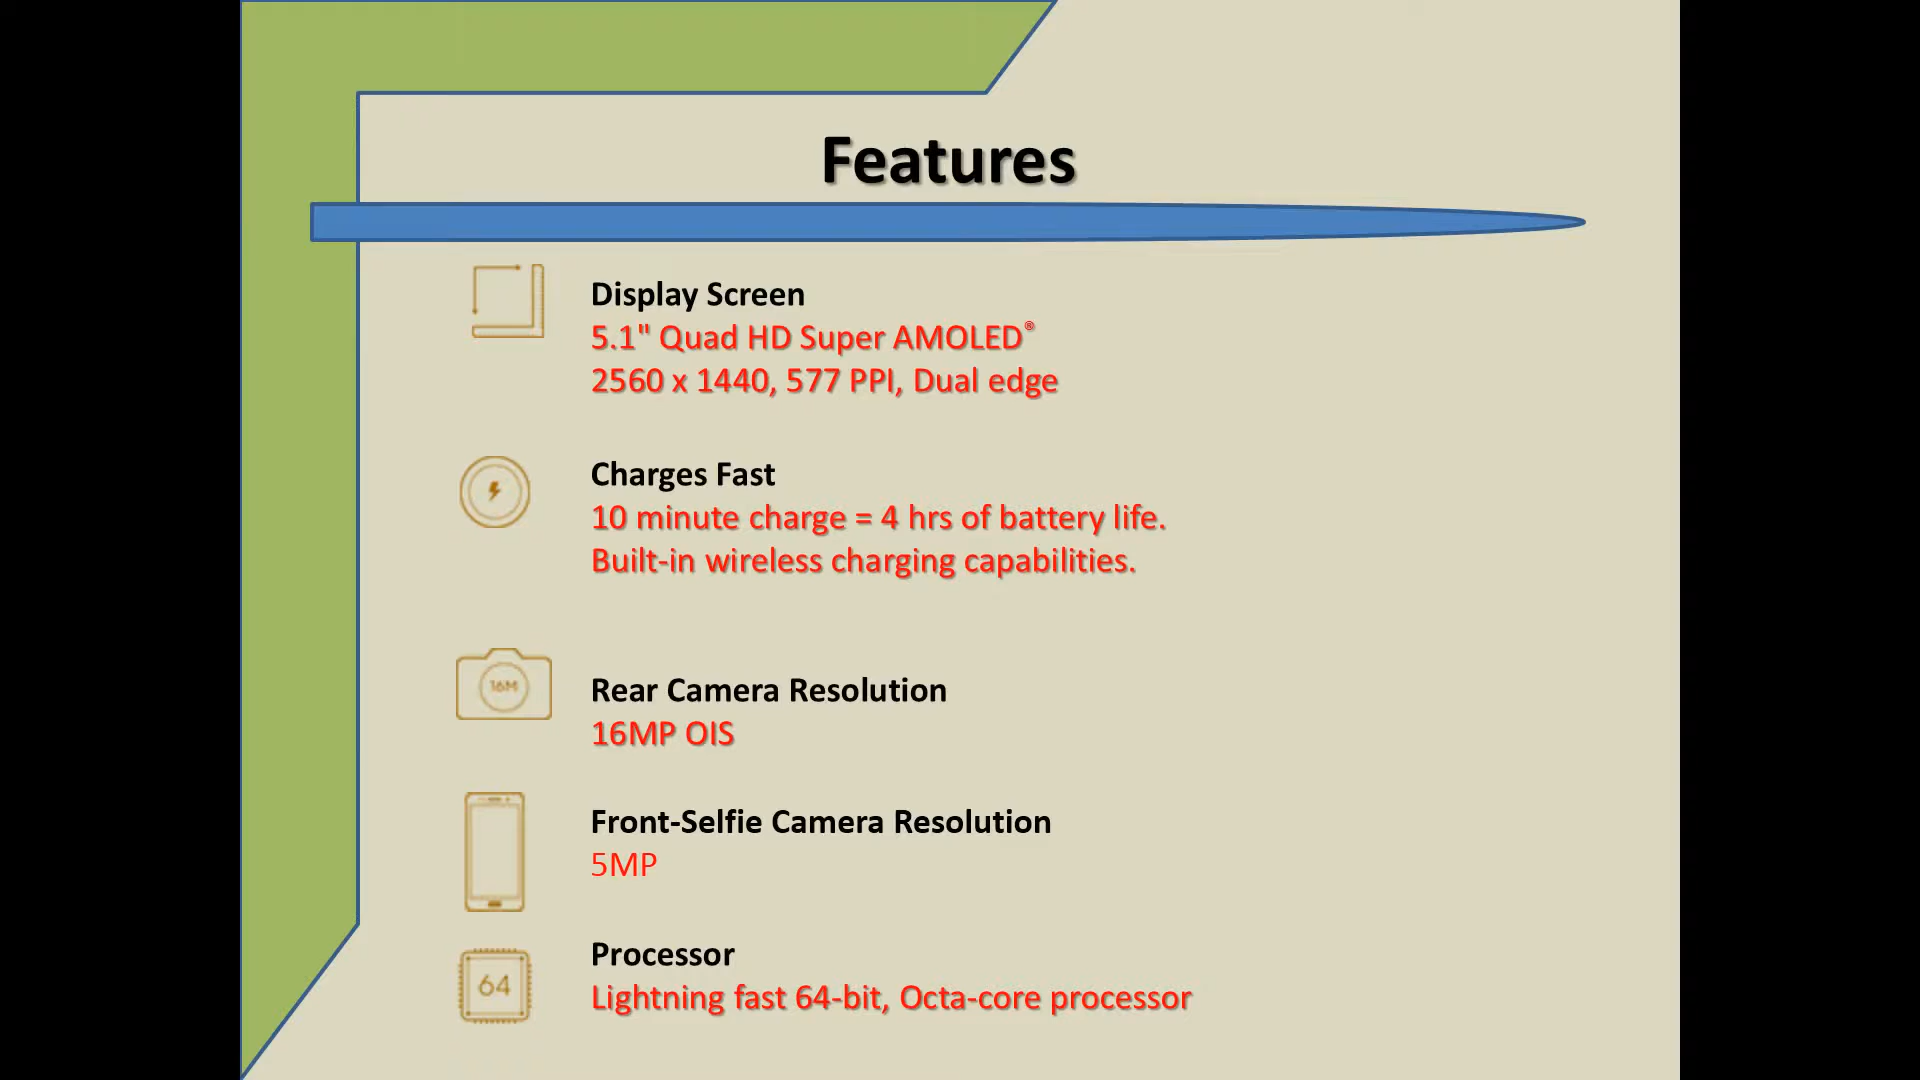 Features
Display Screen
5.1" Quad HD Super AMOLED®
2560 x 1440, 577 PPI, Dual edge
Charges Fast
10 minute charge = 4 hrs of battery life.
Built-in wireless charging capabilities.
16M
Rear Camera Resolution
16MP OIS
Front-Selfie Camera Resolution
5MP
Processor
64
Lightning fast 64-bit, Octa-core processor